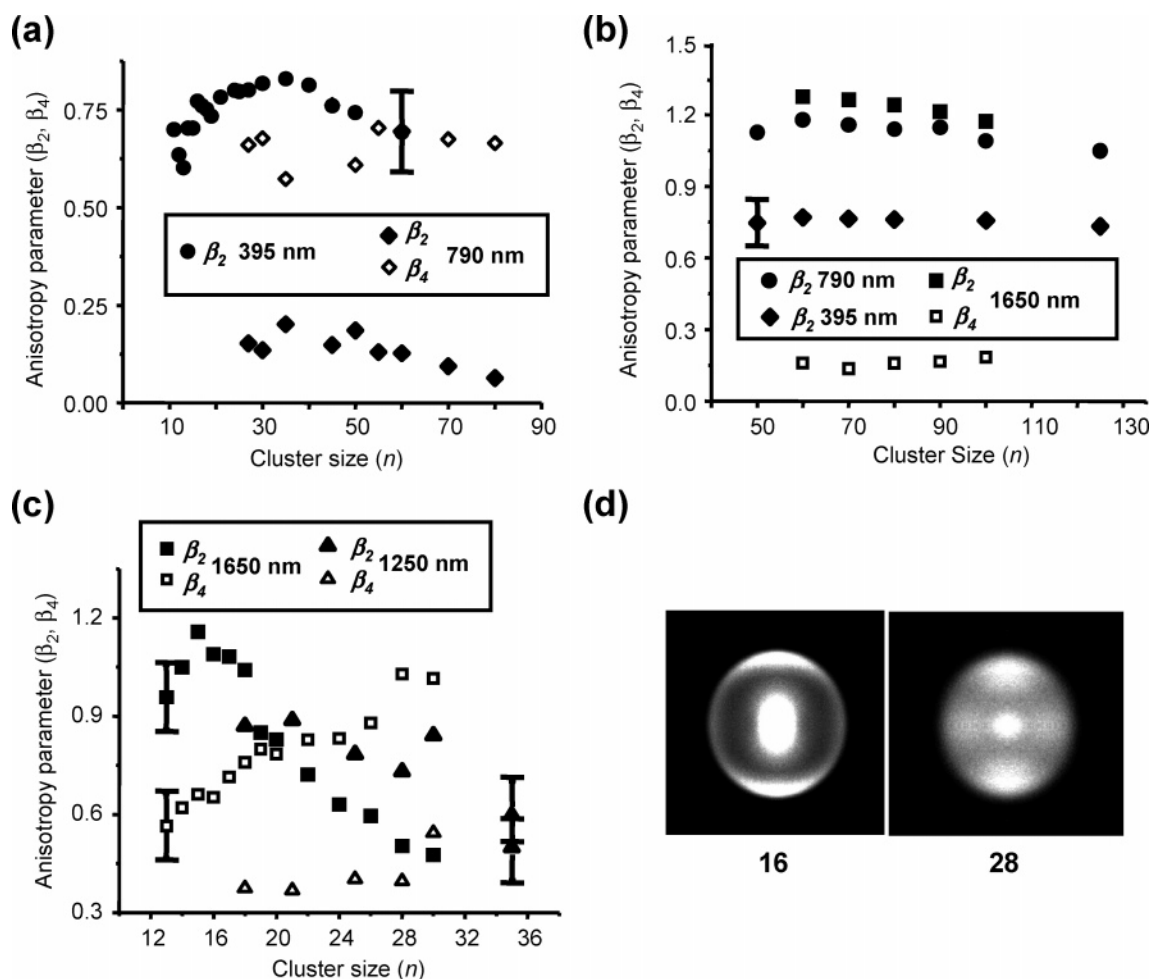 (a)
Anisotropy parameter (β₂, β₄)
0.75
0.50
0.25
0.00
β₂ 395 nm
β₂
β₄
790 nm
10 30 50 70 90
Cluster size (n)
(b)
Anisotropy parameter (β₂, β₄)
1.5
1.2
0.9
0.6
0.3
0.0
β₂ 790 nm
β₂ 395 nm
β₂
β₄
1650 nm
50 70 90 110 130
Cluster Size (n)
(c)
β₂
β₄
1650 nm
β₂
β₄
1250 nm
Anisotropy parameter (β₂, β₄)
1.2
0.9
0.6
0.3
12 16 20 24 28 32 36
Cluster size (n)
(d)
16
28